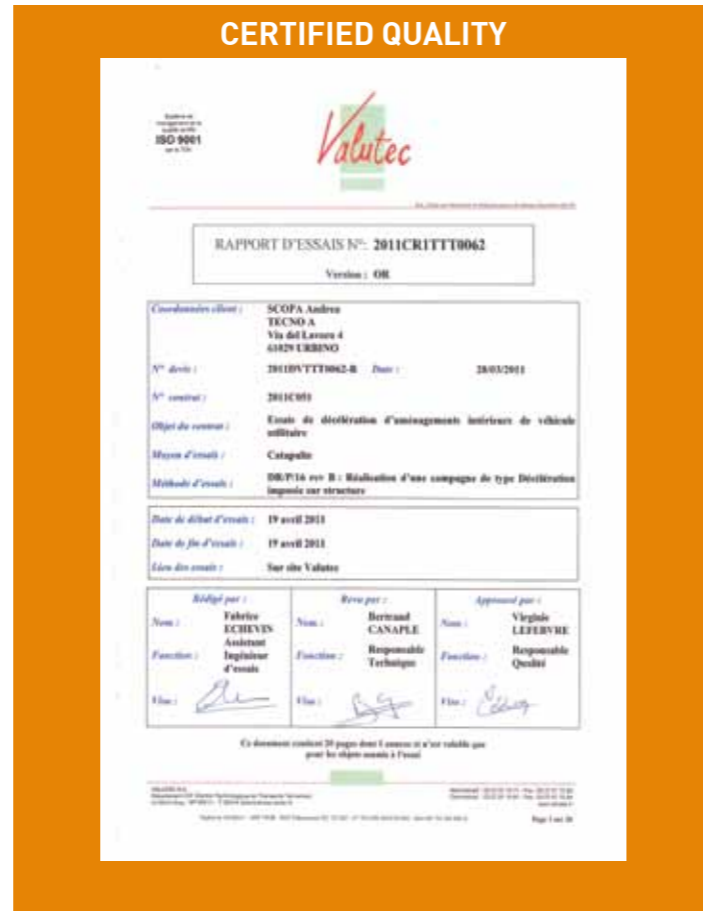 CERTIFIED QUALITY
ISO 9001
Valutec
RAPPORT D'ESSAIS N°: 2011CR1TTT0062
Version : OR
Coordonnées client : SCOPA Andrea
TECNO A
Via del Lavoro 4
61029 URBINO
N° devis : 2011DVTTT0062-B Date : 28/03/2011
N° contrat : 2011C051
Objet du contrat : Essais de décélération d'aménagements intérieurs de véhicule
utilitaire
Moyen d'essais : Catapulte
Méthode d'essais : DR/P/16 rev B : Réalisation d'une campagne de type Décélération
imposée sur structure
Date de début d'essais : 19 avril 2011
Date de fin d'essais : 19 avril 2011
Lieu des essais : Sur site Valutec
Rédigé par : Revu par : Approuvé par :
Nom : Fabrice ECHEVIN Nom : Bertrand CANAPLE Nom : Virginie LEFEBVRE
Fonction : Assistant Ingénieur d'essais Fonction : Responsable Technique Fonction : Responsable Qualité
Visa : Visa : Visa :
Ce document contient 20 pages dont 1 annexe et n'est valable que
pour les objets soumis à l'essai
Page 1 sur 20